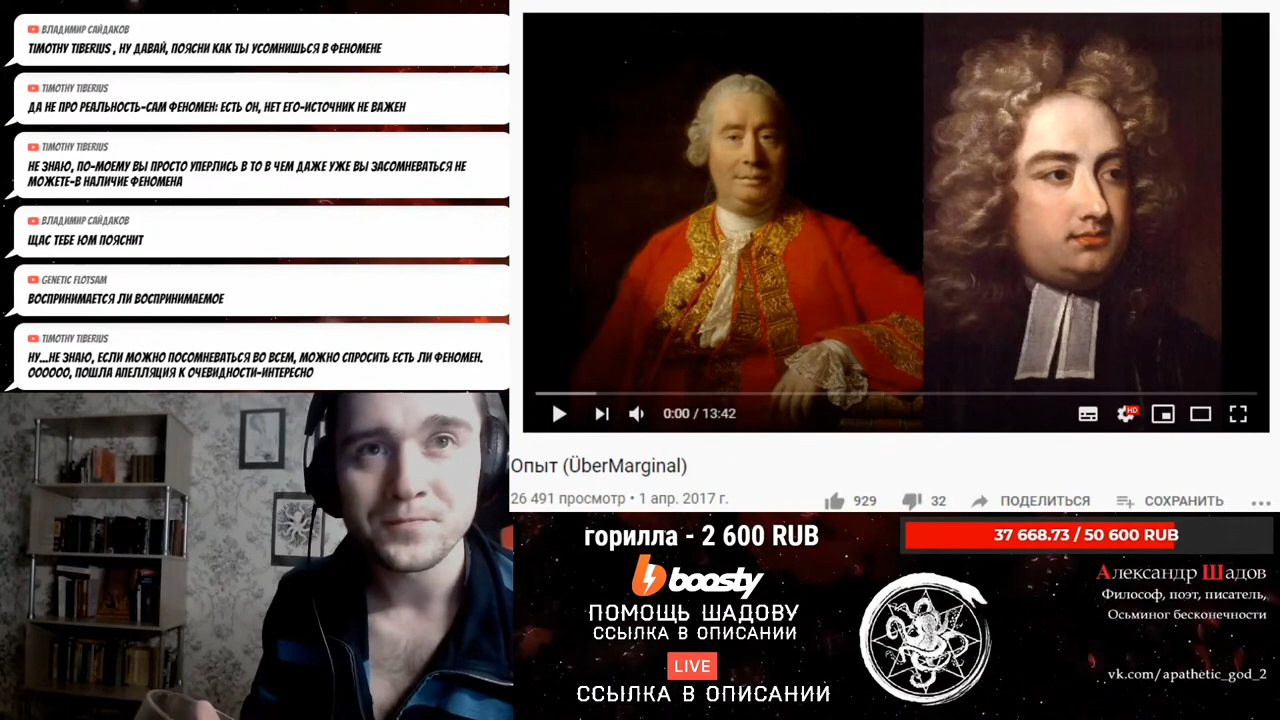 ВЛАДИМИР САЙДАКОВ
TIMOTHY TIBERIUS , НУ ДАВАЙ, ПОЯСНИ КАК ТЫ УСОМНИШЬСЯ В ФЕНОМЕНЕ
TIMOTHY TIBERIUS
ДА НЕ ПРО РЕАЛЬНОСТЬ-САМ ФЕНОМЕН: ЕСТЬ ОН, НЕТ ЕГО-ИСТОЧНИК НЕ ВАЖЕН
TIMOTHY TIBERIUS
НЕ ЗНАЮ, ПО-МОЕМУ ВЫ ПРОСТО УПЕРЛИСЬ В ТО В ЧЕМ ДАЖЕ УЖЕ ВЫ ЗАСОМНЕВАТЬСЯ НЕ
МОЖЕТЕ-В НАЛИЧИЕ ФЕНОМЕНА
ВЛАДИМИР САЙДАКОВ
ЩАС ТЕБЕ ЮМ ПОЯСНИТ
GENETIC FLOTSAM
ВОСПРИНИМАЕТСЯ ЛИ ВОСПРИНИМАЕМОЕ
TIMOTHY TIBERIUS
НУ...НЕ ЗНАЮ, ЕСЛИ МОЖНО ПОСОМНЕВАТЬСЯ ВО ВСЕМ, МОЖНО СПРОСИТЬ ЕСТЬ ЛИ ФЕНОМЕН.
ОООООО, ПОШЛА АПЕЛЛЯЦИЯ К ОЧЕВИДНОСТИ-ИНТЕРЕСНО
0:00 / 13:42
HD
Опыт (ÜberMarginal)
26 491 просмотр • 1 апр. 2017 г.
929
32
ПОДЕЛИТЬСЯ
СОХРАНИТЬ
горилла - 2 600 RUB
boosty
ПОМОЩЬ ШАДОВУ
ССЫЛКА В ОПИСАНИИ
LIVE
ССЫЛКА В ОПИСАНИИ
37 668.73 / 50 600 RUB
Александр Шадов
Философ, поэт, писатель,
Осьминог бесконечности
vk.com/apathetic_god_2